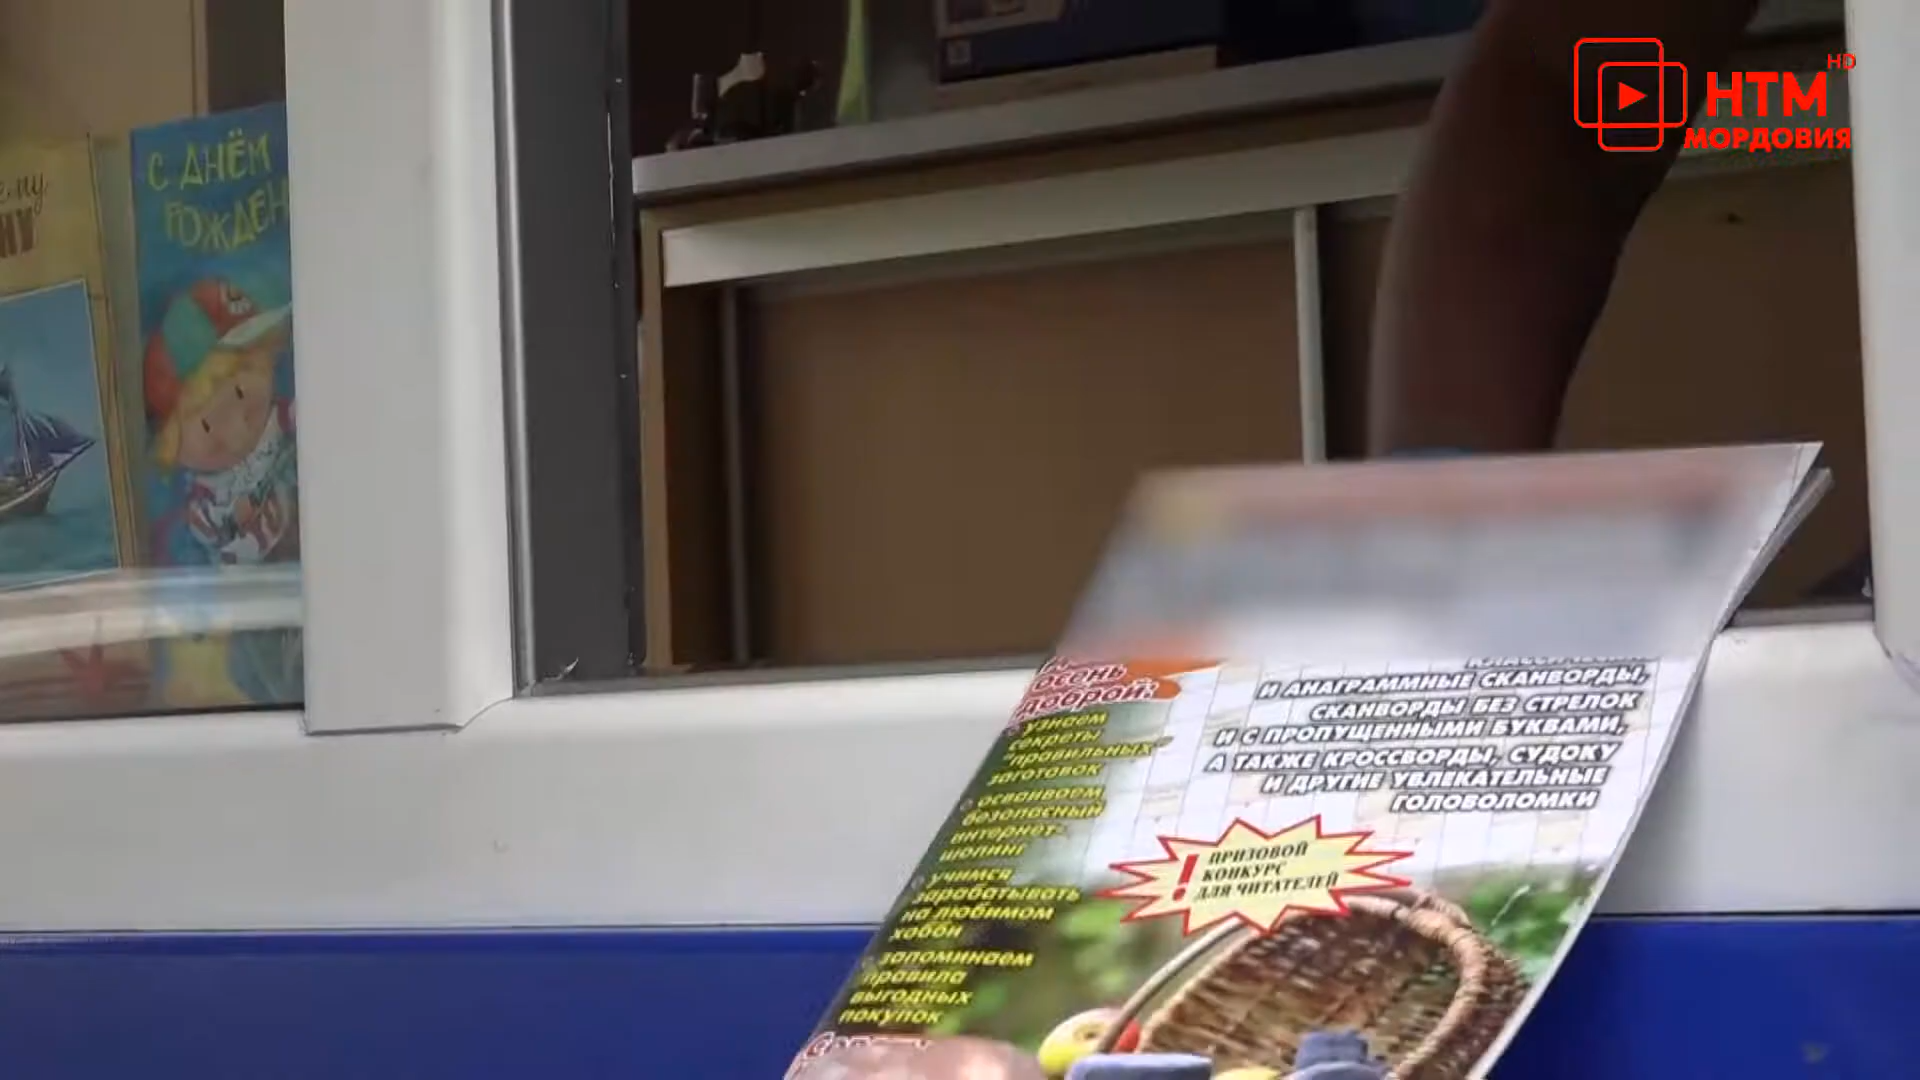 НТМ HD
МОРДОВИЯ
С ДНЁМ
РОЖДЕН
осень
доброй:
узнаем
секреты
"правильных"
заготовок
осваиваем
безопасный
интернет-
шопинг
учимся
зарабатывать
на любимом
хобби
запоминаем
правила
выгодных
покупок
И АНАГРАММНЫЕ СКАНВОРДЫ,
СКАНВОРДЫ БЕЗ СТРЕЛОК
И С ПРОПУЩЕННЫМИ БУКВАМИ,
А ТАКЖЕ КРОССВОРДЫ, СУДОКУ
И ДРУГИЕ УВЛЕКАТЕЛЬНЫЕ
ГОЛОВОЛОМКИ
! ПРИЗОВОЙ
КОНКУРС
ДЛЯ ЧИТАТЕЛЕЙ